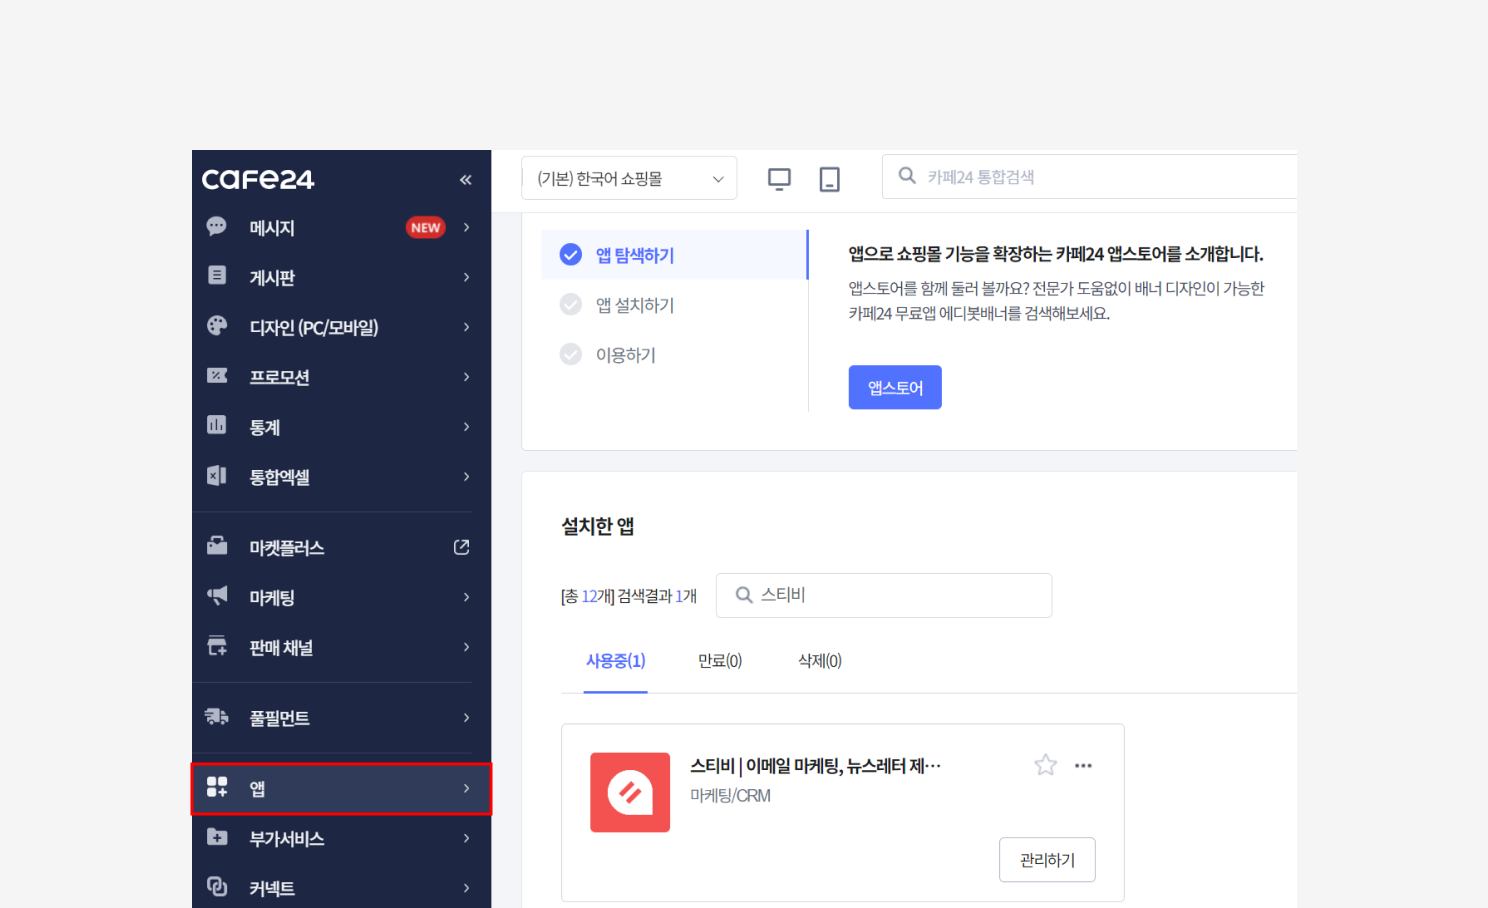 cafe24
메시지
NEW
게시판
디자인 (PC/모바일)
프로모션
통계
통합엑셀
마켓플러스
마케팅
판매 채널
풀필먼트
앱
부가서비스
커넥트
(기본) 한국어 쇼핑몰
카페24 통합검색
앱 탐색하기
앱 설치하기
이용하기
앱으로 쇼핑몰 기능을 확장하는 카페24 앱스토어를 소개합니다.
앱스토어를 함께 둘러 볼까요? 전문가 도움없이 배너 디자인이 가능한
카페24 무료앱 에디봇배너를 검색해보세요.
앱스토어
설치한 앱
[총 12개] 검색결과 1개
스티비
사용중(1)
만료(0)
삭제(0)
스티비 | 이메일 마케팅, 뉴스레터 제…
마케팅/CRM
관리하기